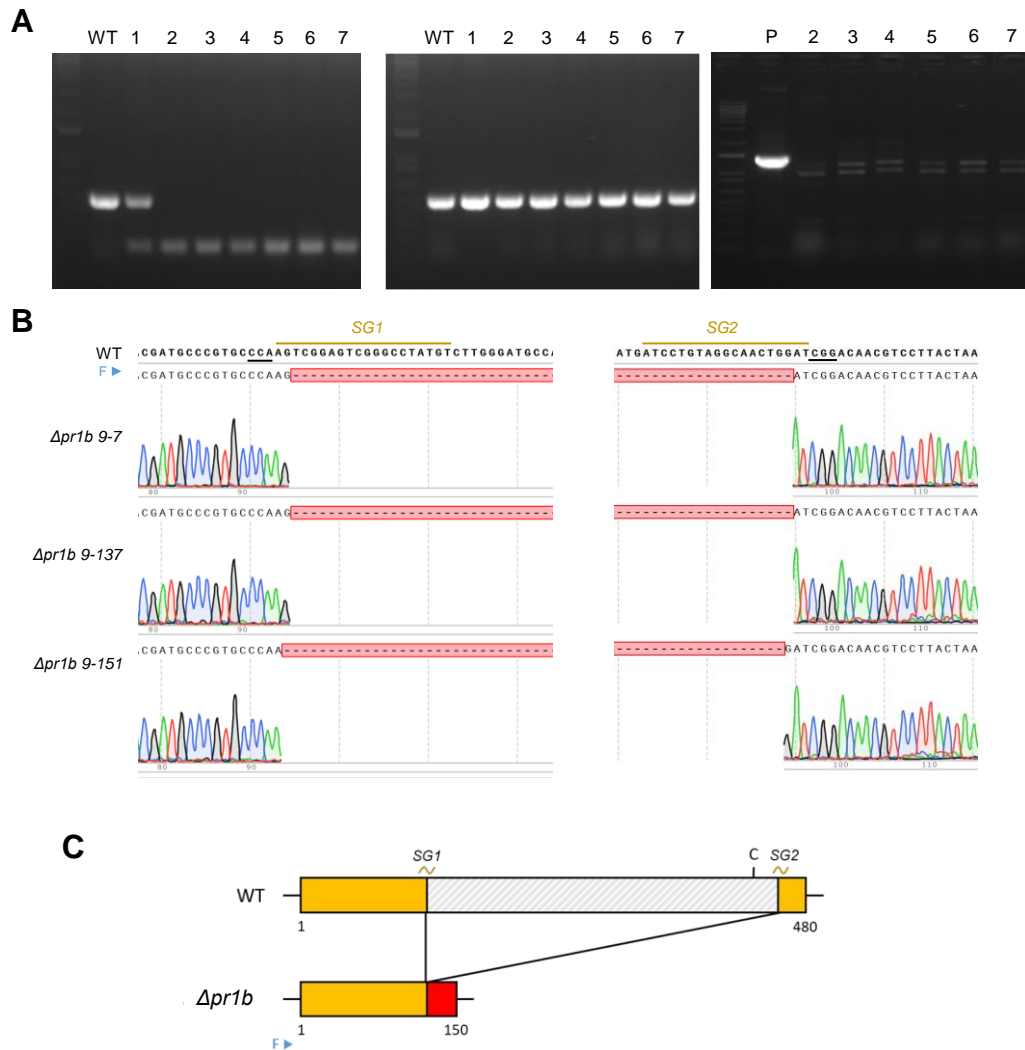 A
WT 1 2 3 4 5 6 7
WT 1 2 3 4 5 6 7
P 2 3 4 5 6 7
B
SG1 SG2
WT .CGATGCCCGTGCCCAAGTCGGAGTCGGGCCTATGTCTTGGGATGCCA ATGATCCTGTAGGCAACTGGATCGGACAACGTCCTTACTAA
F ▶ .CGATGCCCGTGCCCAAG ATCGGACAACGTCCTTACTAA
Δpr1b 9-7
80 90 100 110
.CGATGCCCGTGCCCAAG ATCGGACAACGTCCTTACTAA
Δpr1b 9-137
80 90 100 110
.CGATGCCCGTGCCCAA GATCGGACAACGTCCTTACTAA
Δpr1b 9-151
80 90 100 110
C
SG1 C SG2
WT
1 480
Δpr1b
1 150
F ▶